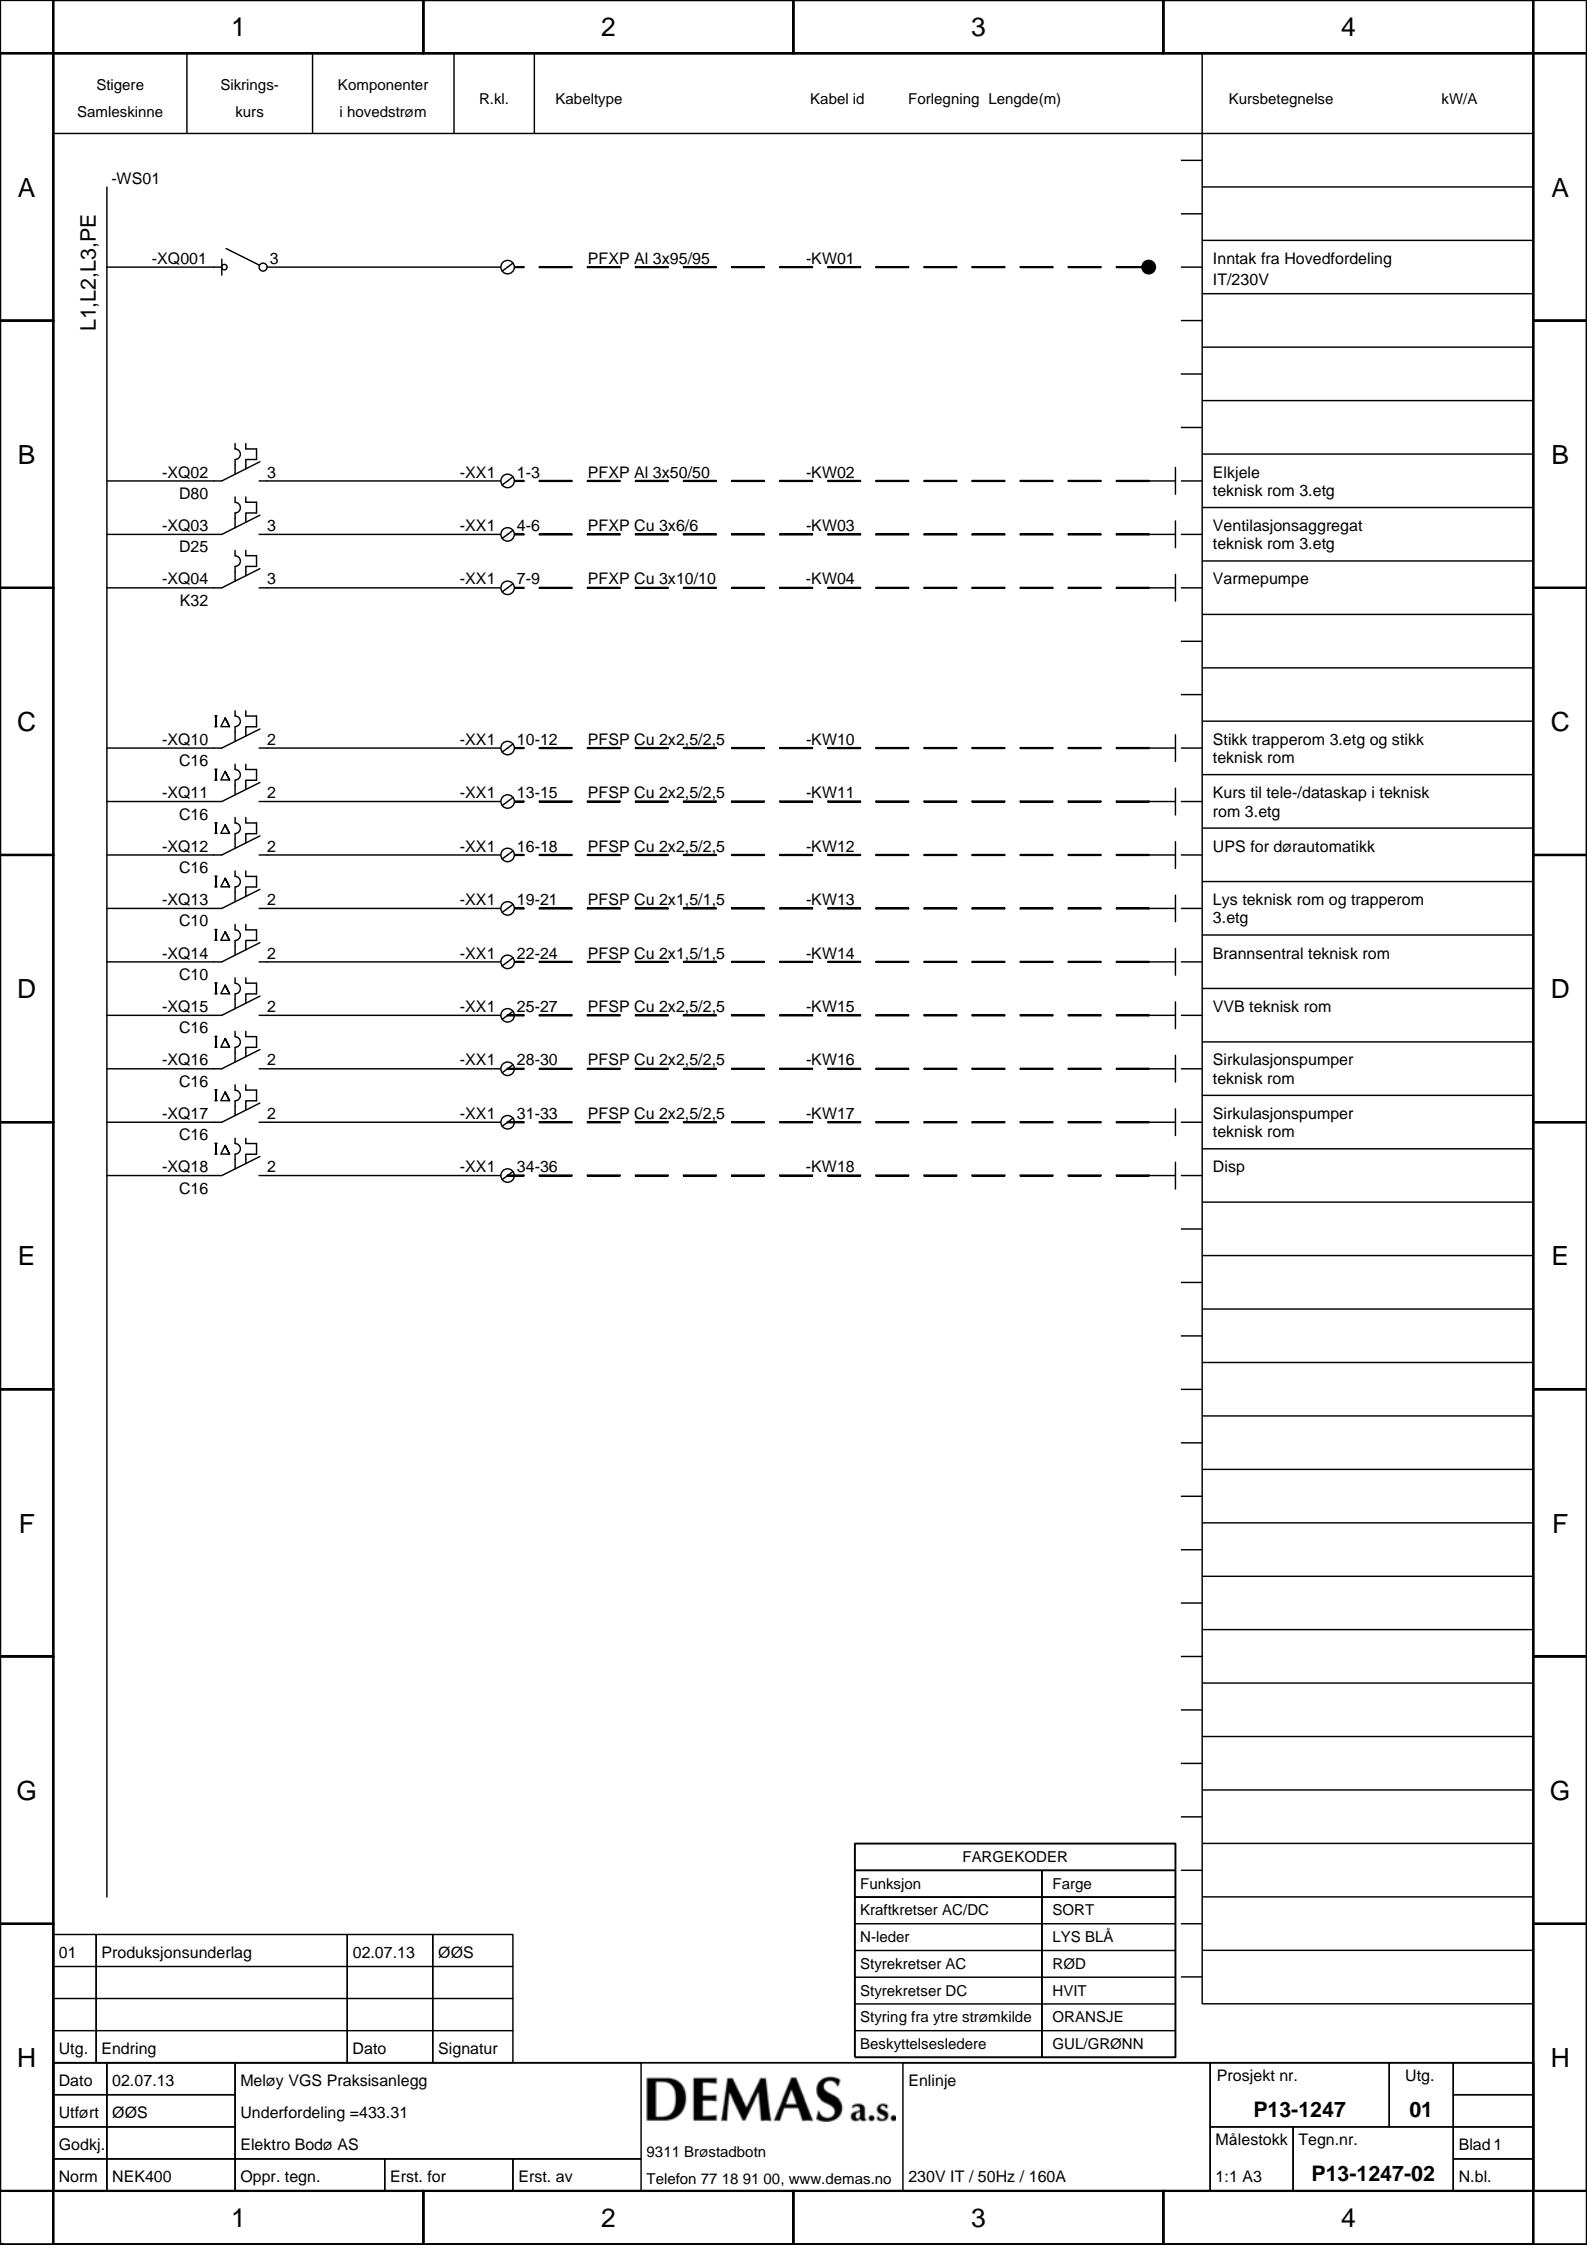 1 2 3 4
Stigere
Samleskinne
Sikrings-
kurs
Komponenter
i hovedstrøm
R.kl.
Kabeltype
Kabel id
Forlegning Lengde(m)
Kursbetegnelse
kW/A
A A
B B
C C
D D
E E
F F
G G
H H
-WS01
L1,L2,L3,PE
-XQ001 3 PFXP Al 3x95/95 -KW01 Inntak fra Hovedfordeling
IT/230V
-XQ02 3 -XX1 1-3 PFXP Al 3x50/50 -KW02 Elkjele
D80 teknisk rom 3.etg
-XQ03 3 -XX1 4-6 PFXP Cu 3x6/6 -KW03 Ventilasjonsaggregat
D25 teknisk rom 3.etg
-XQ04 3 -XX1 7-9 PFXP Cu 3x10/10 -KW04 Varmepumpe
K32
I∆
-XQ10 2 -XX1 10-12 PFSP Cu 2x2,5/2,5 -KW10 Stikk trapperom 3.etg og stikk
C16 teknisk rom
I∆
-XQ11 2 -XX1 13-15 PFSP Cu 2x2,5/2,5 -KW11 Kurs til tele-/dataskap i teknisk
C16 rom 3.etg
I∆
-XQ12 2 -XX1 16-18 PFSP Cu 2x2,5/2,5 -KW12 UPS for dørautomatikk
C16
I∆
-XQ13 2 -XX1 19-21 PFSP Cu 2x1,5/1,5 -KW13 Lys teknisk rom og trapperom
C10 3.etg
I∆
-XQ14 2 -XX1 22-24 PFSP Cu 2x1,5/1,5 -KW14 Brannsentral teknisk rom
C10
I∆
-XQ15 2 -XX1 25-27 PFSP Cu 2x2,5/2,5 -KW15 VVB teknisk rom
C16
I∆
-XQ16 2 -XX1 28-30 PFSP Cu 2x2,5/2,5 -KW16 Sirkulasjonspumper
C16 teknisk rom
I∆
-XQ17 2 -XX1 31-33 PFSP Cu 2x2,5/2,5 -KW17 Sirkulasjonspumper
C16 teknisk rom
I∆
-XQ18 2 -XX1 34-36 -KW18 Disp
C16
FARGEKODER
Funksjon Farge
Kraftkretser AC/DC SORT
N-leder LYS BLÅ
Styrekretser AC RØD
Styrekretser DC HVIT
Styring fra ytre strømkilde ORANSJE
Beskyttelsesledere GUL/GRØNN
01 Produksjonsunderlag 02.07.13 ØØS
Utg. Endring Dato Signatur
Dato 02.07.13
Utført ØØS
Godkj.
Norm NEK400
Meløy VGS Praksisanlegg
Underfordeling =433.31
Elektro Bodø AS
Oppr. tegn. Erst. for Erst. av
DEMAS a.s.
9311 Brøstadbotn
Telefon 77 18 91 00, www.demas.no
Enlinje
230V IT / 50Hz / 160A
Prosjekt nr. Utg.
P13-1247 01
Målestokk Tegn.nr. Blad 1
1:1 A3 P13-1247-02 N.bl.
1 2 3 4